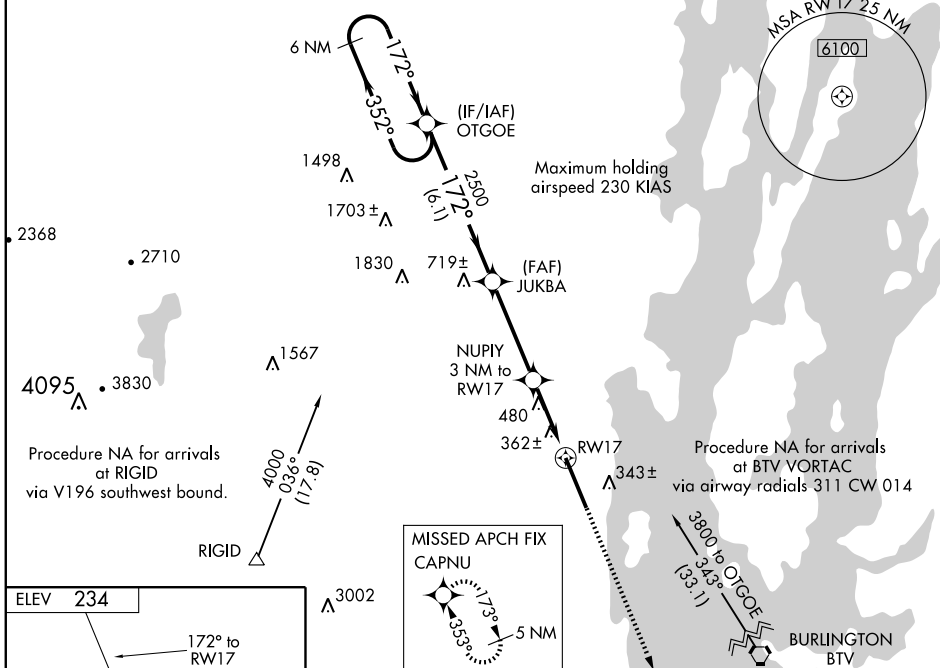 MSA RW 17 25 NM
6100
6 NM
172°
352°
(IF/IAF)
OTGOE
1498
Maximum holding
airspeed 230 KIAS
2500
172°
(6.1)
1703 ±
2368
2710
1830
719±
(FAF)
JUKBA
NUPIY
3 NM to
RW17
1567
4095
3830
480
362±
RW17
343±
Procedure NA for arrivals
at RIGID
via V196 southwest bound.
Procedure NA for arrivals
at BTV VORTAC
via airway radials 311 CW 014
4000
036°
(17.8)
RIGID
MISSED APCH FIX
CAPNU
173°
353°
5 NM
3800 to OTGOE
343°
(33.1)
ELEV 234
3002
172° to
RW17
BURLINGTON
BTV